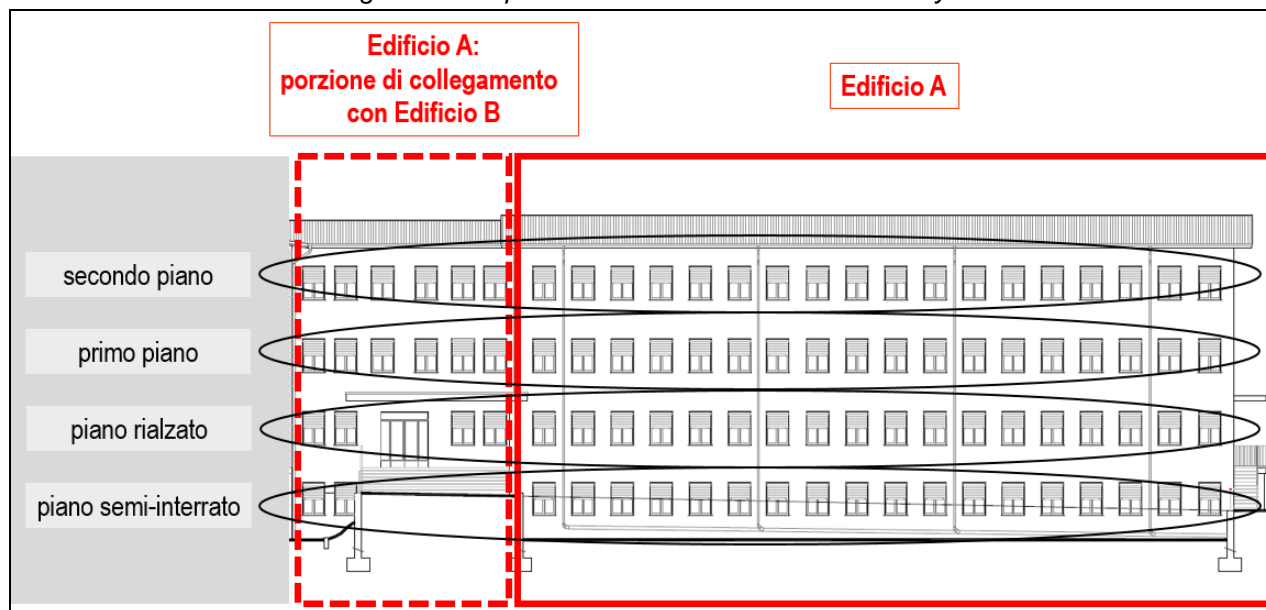 Edificio A:
porzione di collegamento
con Edificio B
Edificio A
secondo piano
primo piano
piano rialzato
piano semi-interrato